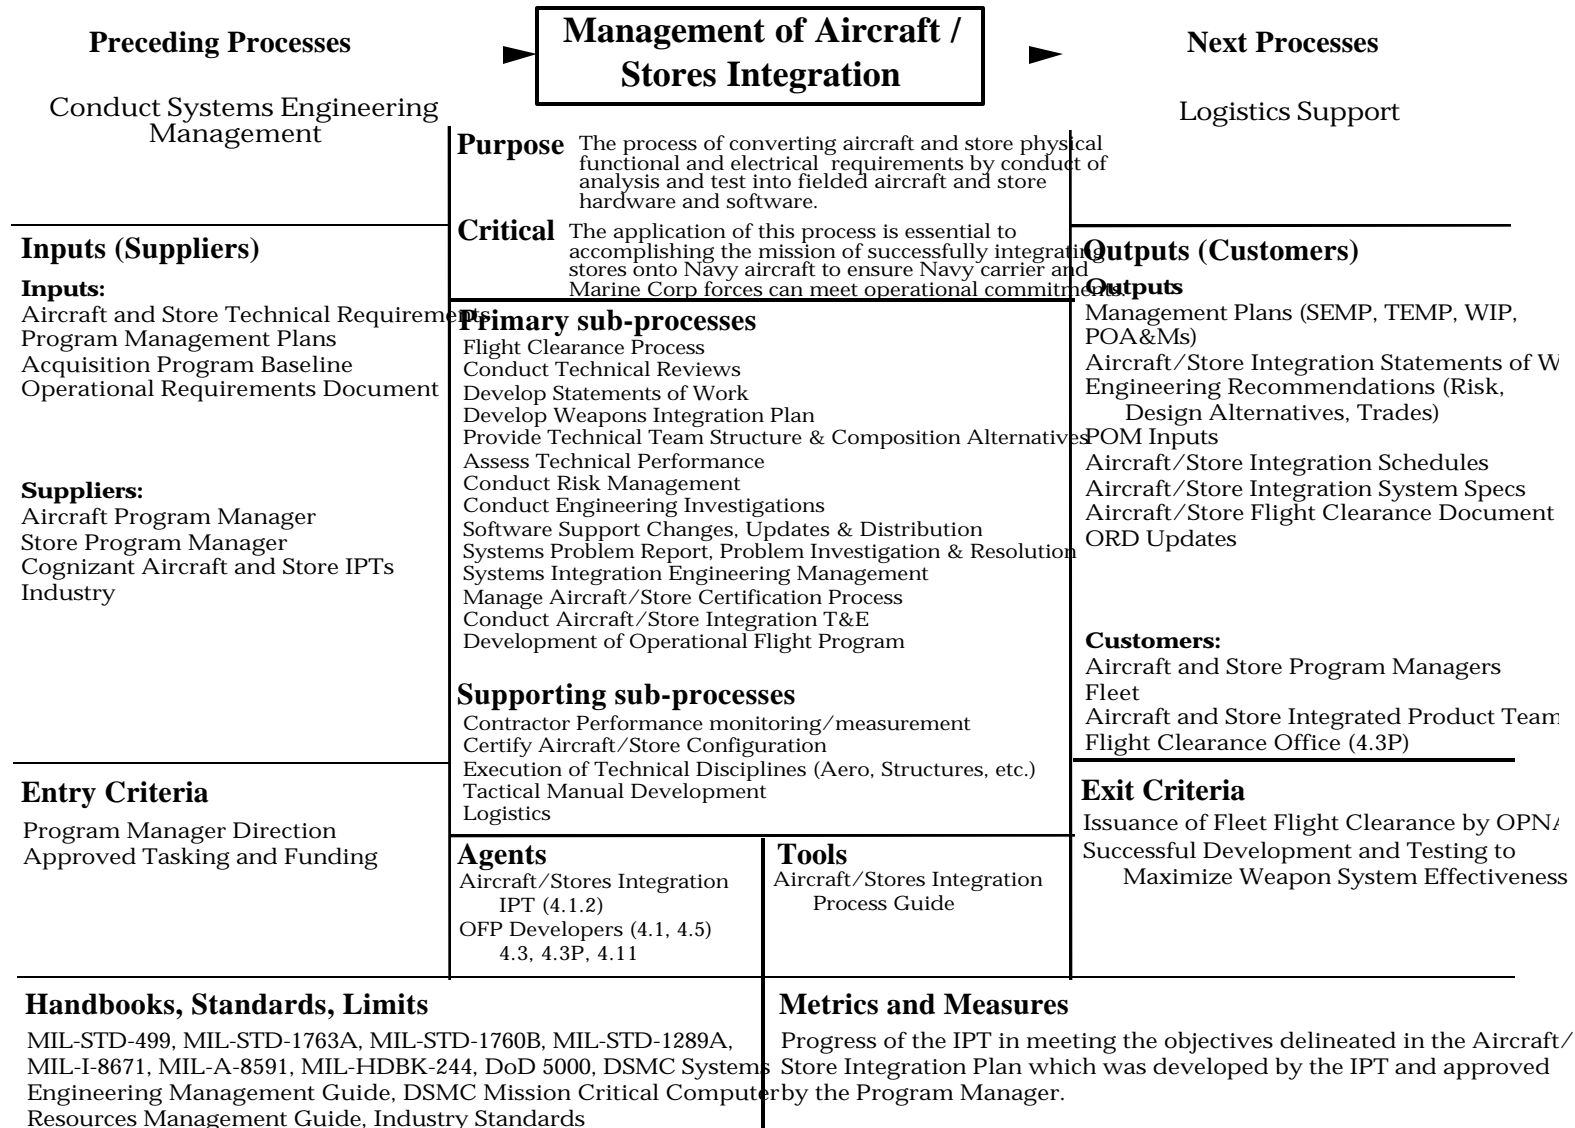 Preceding Processes
Conduct Systems Engineering
Management
Management of Aircraft /
Stores Integration
Next Processes
Logistics Support
Purpose
The process of converting aircraft and store physical
functional and electrical requirements by conduct of
analysis and test into fielded aircraft and store
hardware and software.
Critical
The application of this process is essential to
accomplishing the mission of successfully integrating
stores onto Navy aircraft to ensure Navy carrier and
Marine Corp forces can meet operational commitments.
Inputs (Suppliers)
Inputs:
Aircraft and Store Technical Requirements
Program Management Plans
Acquisition Program Baseline
Operational Requirements Document
Suppliers:
Aircraft Program Manager
Store Program Manager
Cognizant Aircraft and Store IPTs
Industry
Primary sub-processes
Flight Clearance Process
Conduct Technical Reviews
Develop Statements of Work
Develop Weapons Integration Plan
Provide Technical Team Structure & Composition Alternatives
Assess Technical Performance
Conduct Risk Management
Conduct Engineering Investigations
Software Support Changes, Updates & Distribution
Systems Problem Report, Problem Investigation & Resolution
Systems Integration Engineering Management
Manage Aircraft/Store Certification Process
Conduct Aircraft/Store Integration T&E
Development of Operational Flight Program
Supporting sub-processes
Contractor Performance monitoring/measurement
Certify Aircraft/Store Configuration
Execution of Technical Disciplines (Aero, Structures, etc.)
Tactical Manual Development
Logistics
Outputs (Customers)
Outputs
Management Plans (SEMP, TEMP, WIP,
POA&Ms)
Aircraft/Store Integration Statements of W
Engineering Recommendations (Risk,
Design Alternatives, Trades)
POM Inputs
Aircraft/Store Integration Schedules
Aircraft/Store Integration System Specs
Aircraft/Store Flight Clearance Document
ORD Updates
Customers:
Aircraft and Store Program Managers
Fleet
Aircraft and Store Integrated Product Team
Flight Clearance Office (4.3P)
Entry Criteria
Program Manager Direction
Approved Tasking and Funding
Agents
Aircraft/Stores Integration
IPT (4.1.2)
OFP Developers (4.1, 4.5)
4.3, 4.3P, 4.11
Tools
Aircraft/Stores Integration
Process Guide
Exit Criteria
Issuance of Fleet Flight Clearance by OPNA
Successful Development and Testing to
Maximize Weapon System Effectiveness
Handbooks, Standards, Limits
MIL-STD-499, MIL-STD-1763A, MIL-STD-1760B, MIL-STD-1289A,
MIL-I-8671, MIL-A-8591, MIL-HDBK-244, DoD 5000, DSMC Systems
Engineering Management Guide, DSMC Mission Critical Computer
Resources Management Guide, Industry Standards
Metrics and Measures
Progress of the IPT in meeting the objectives delineated in the Aircraft/
Store Integration Plan which was developed by the IPT and approved
by the Program Manager.